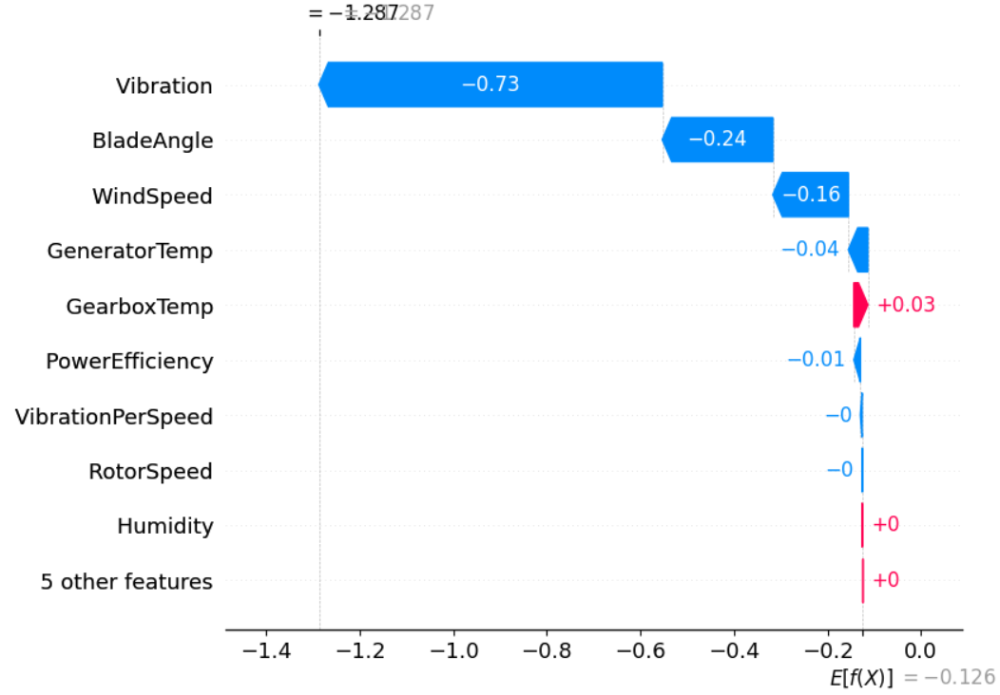 = −1.287 = −1.287
Vibration −0.73
BladeAngle −0.24
WindSpeed −0.16
GeneratorTemp −0.04
GearboxTemp +0.03
PowerEfficiency −0.01
VibrationPerSpeed −0
RotorSpeed −0
Humidity +0
5 other features +0
−1.4 −1.2 −1.0 −0.8 −0.6 −0.4 −0.2 0.0
E[f(X)] = −0.126